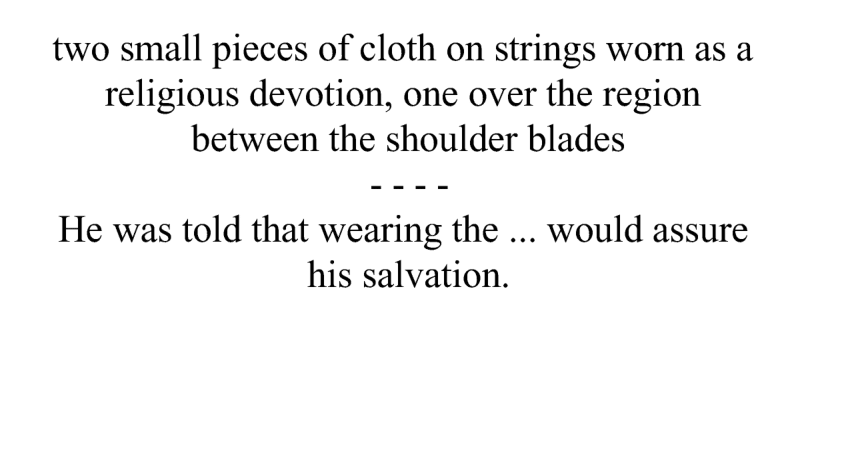 two small pieces of cloth on strings worn as a
religious devotion, one over the region
between the shoulder blades
- - - -
He was told that wearing the ... would assure
his salvation.